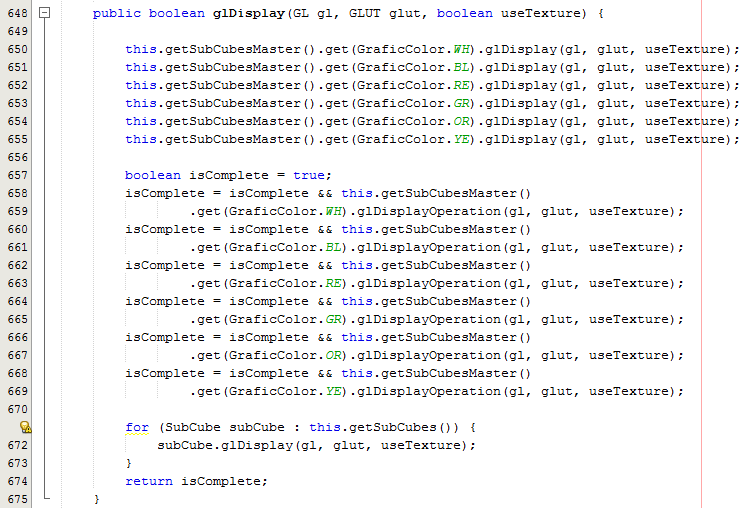 648 public boolean glDisplay(GL gl, GLUT glut, boolean useTexture) {
649
650 this.getSubCubesMaster().get(GraficColor.WH).glDisplay(gl, glut, useTexture);
651 this.getSubCubesMaster().get(GraficColor.BL).glDisplay(gl, glut, useTexture);
652 this.getSubCubesMaster().get(GraficColor.RE).glDisplay(gl, glut, useTexture);
653 this.getSubCubesMaster().get(GraficColor.GR).glDisplay(gl, glut, useTexture);
654 this.getSubCubesMaster().get(GraficColor.OR).glDisplay(gl, glut, useTexture);
655 this.getSubCubesMaster().get(GraficColor.YE).glDisplay(gl, glut, useTexture);
656
657 boolean isComplete = true;
658 isComplete = isComplete && this.getSubCubesMaster()
659 .get(GraficColor.WH).glDisplayOperation(gl, glut, useTexture);
660 isComplete = isComplete && this.getSubCubesMaster()
661 .get(GraficColor.BL).glDisplayOperation(gl, glut, useTexture);
662 isComplete = isComplete && this.getSubCubesMaster()
663 .get(GraficColor.RE).glDisplayOperation(gl, glut, useTexture);
664 isComplete = isComplete && this.getSubCubesMaster()
665 .get(GraficColor.GR).glDisplayOperation(gl, glut, useTexture);
666 isComplete = isComplete && this.getSubCubesMaster()
667 .get(GraficColor.OR).glDisplayOperation(gl, glut, useTexture);
668 isComplete = isComplete && this.getSubCubesMaster()
669 .get(GraficColor.YE).glDisplayOperation(gl, glut, useTexture);
670
for (SubCube subCube : this.getSubCubes()) {
672 subCube.glDisplay(gl, glut, useTexture);
673 }
674 return isComplete;
675 }